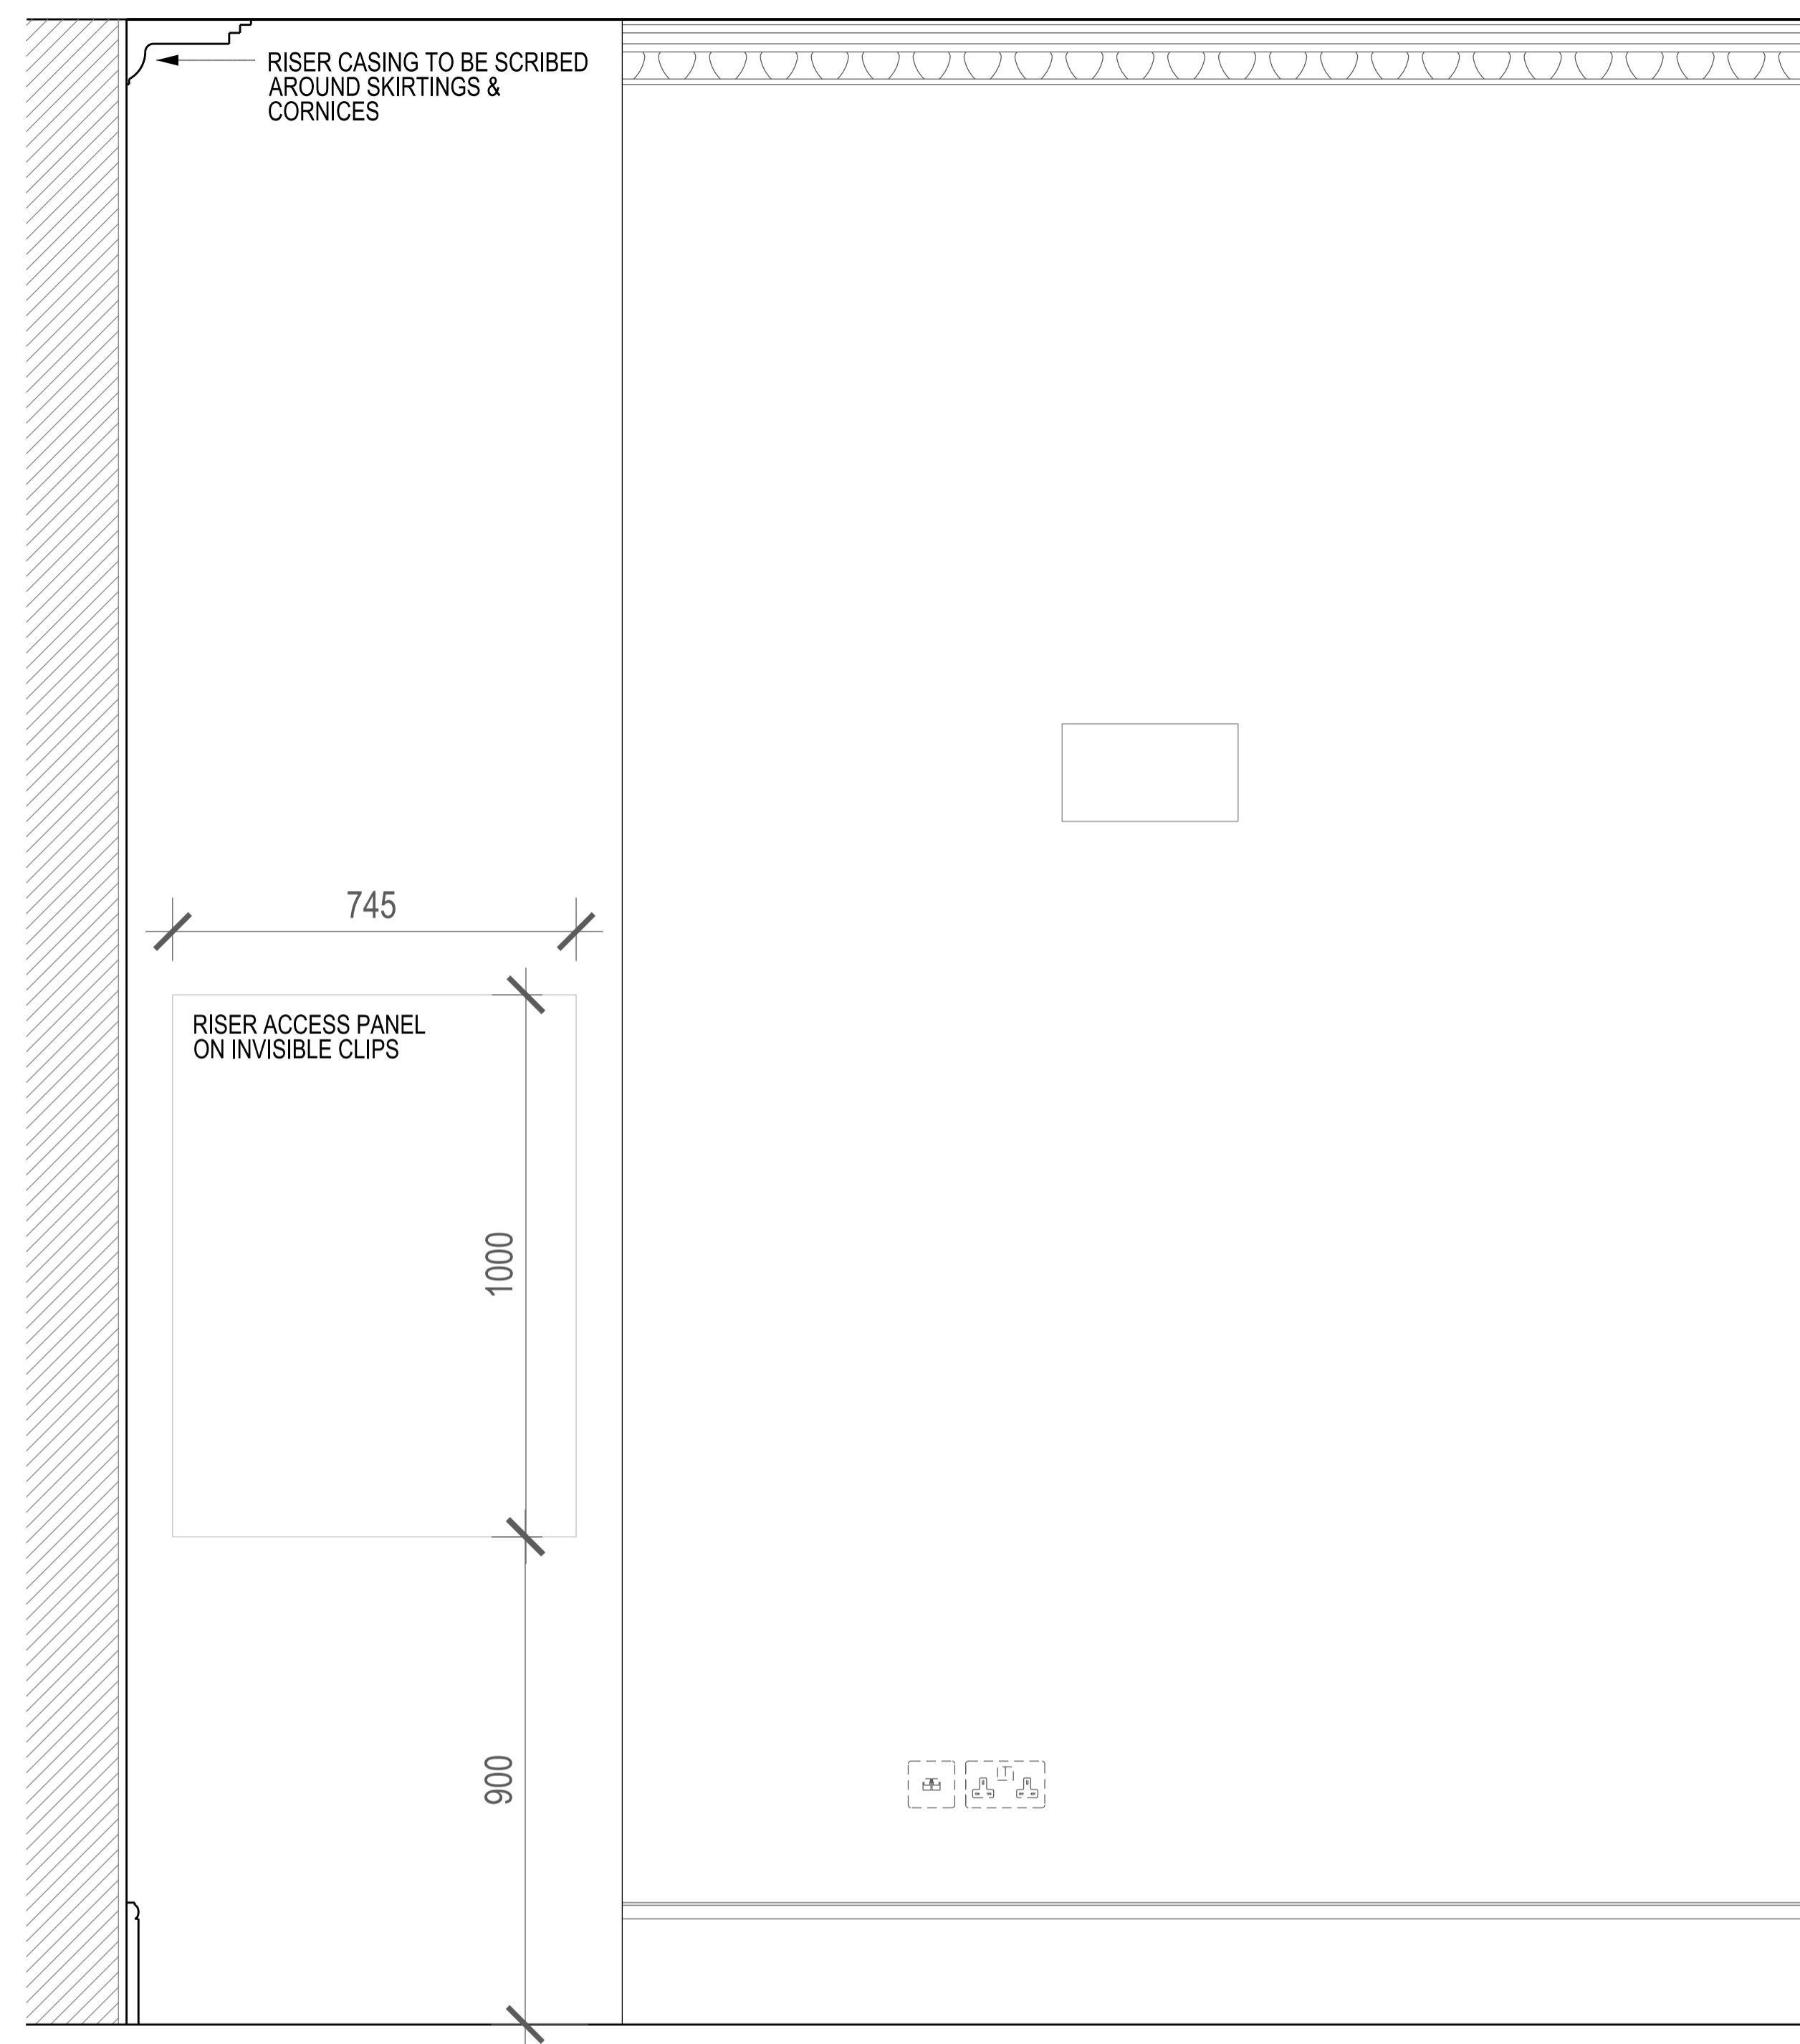 RISER CASING TO BE SCRIBED
AROUND SKIRTINGS &
CORNICES
745
RISER ACCESS PANEL
ON INVISIBLE CLIPS
1000
900